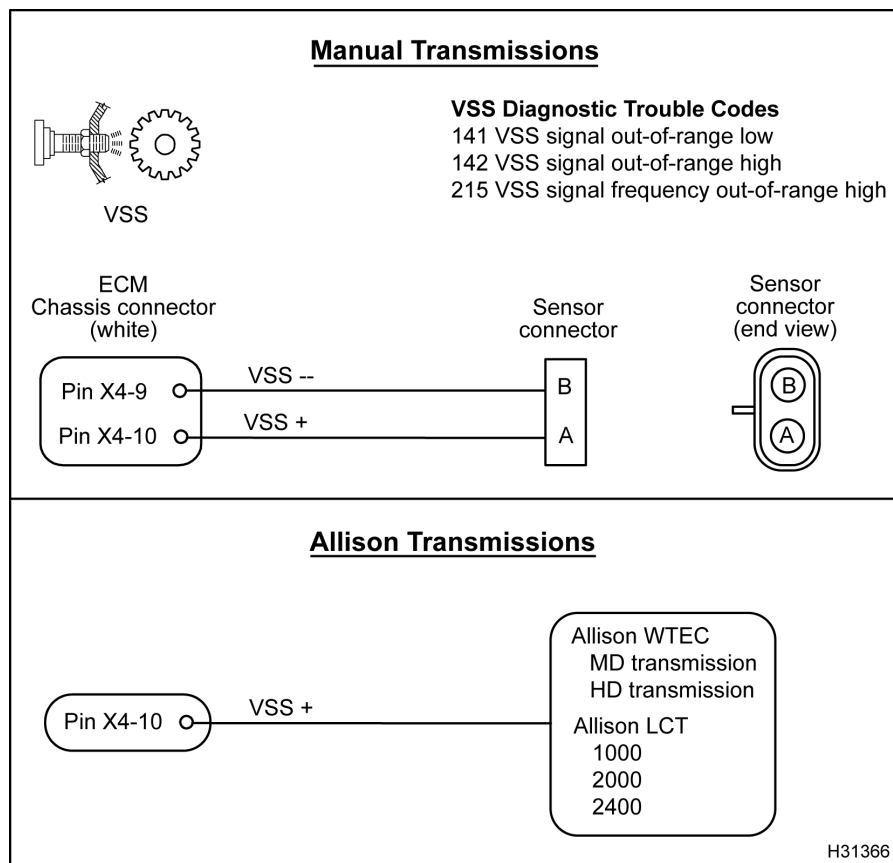 Manual Transmissions
VSS
VSS Diagnostic Trouble Codes
141 VSS signal out-of-range low
142 VSS signal out-of-range high
215 VSS signal frequency out-of-range high
ECM
Chassis connector
(white)
Pin X4-9
Pin X4-10
VSS --
VSS +
Sensor
connector
B
A
Sensor
connector
(end view)
B
A
Allison Transmissions
Pin X4-10
VSS +
Allison WTEC
MD transmission
HD transmission
Allison LCT
1000
2000
2400
H31366